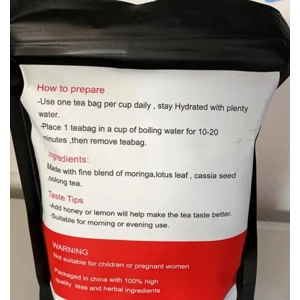 How to prepare
-Use one tea bag per cup daily , stay Hydrated with plenty
water.
-Place 1 teabag in a cup of boiling water for 10-20
minutes ,then remove teabag.
Ingredients:
Made with fine blend of moringa,lotus leaf , cassia seed
,oolong tea.
Taste Tips
-Add honey or lemon will help make the tea taste better.
-Suitable for morning or evening use.
WARNING
Not suitable for children or pregnant women
Packaged in china with 100% high
quality teas and herbal ingredients